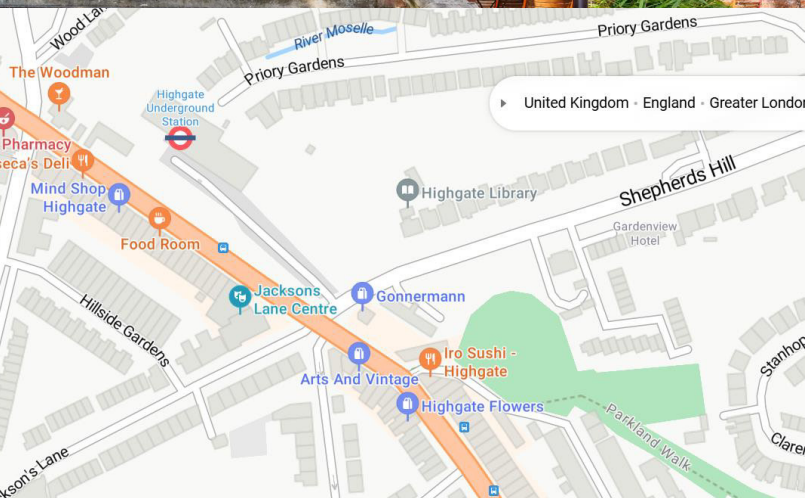 Wood Lan
River Moselle
Priory Gardens
Priory Gardens
The Woodman
Highgate
Underground
Station
United Kingdom • England • Greater London
Pharmacy
seca's Deli
Mind Shop
Highgate
Highgate Library
Shepherds Hill
Food Room
Gardenview
Hotel
Jacksons
Lane Centre
Gonnermann
Hillside Gardens
Iro Sushi -
Highgate
Arts And Vintage
Stanhop
Highgate Flowers
Parkland Walk
Clare
kson's Lane